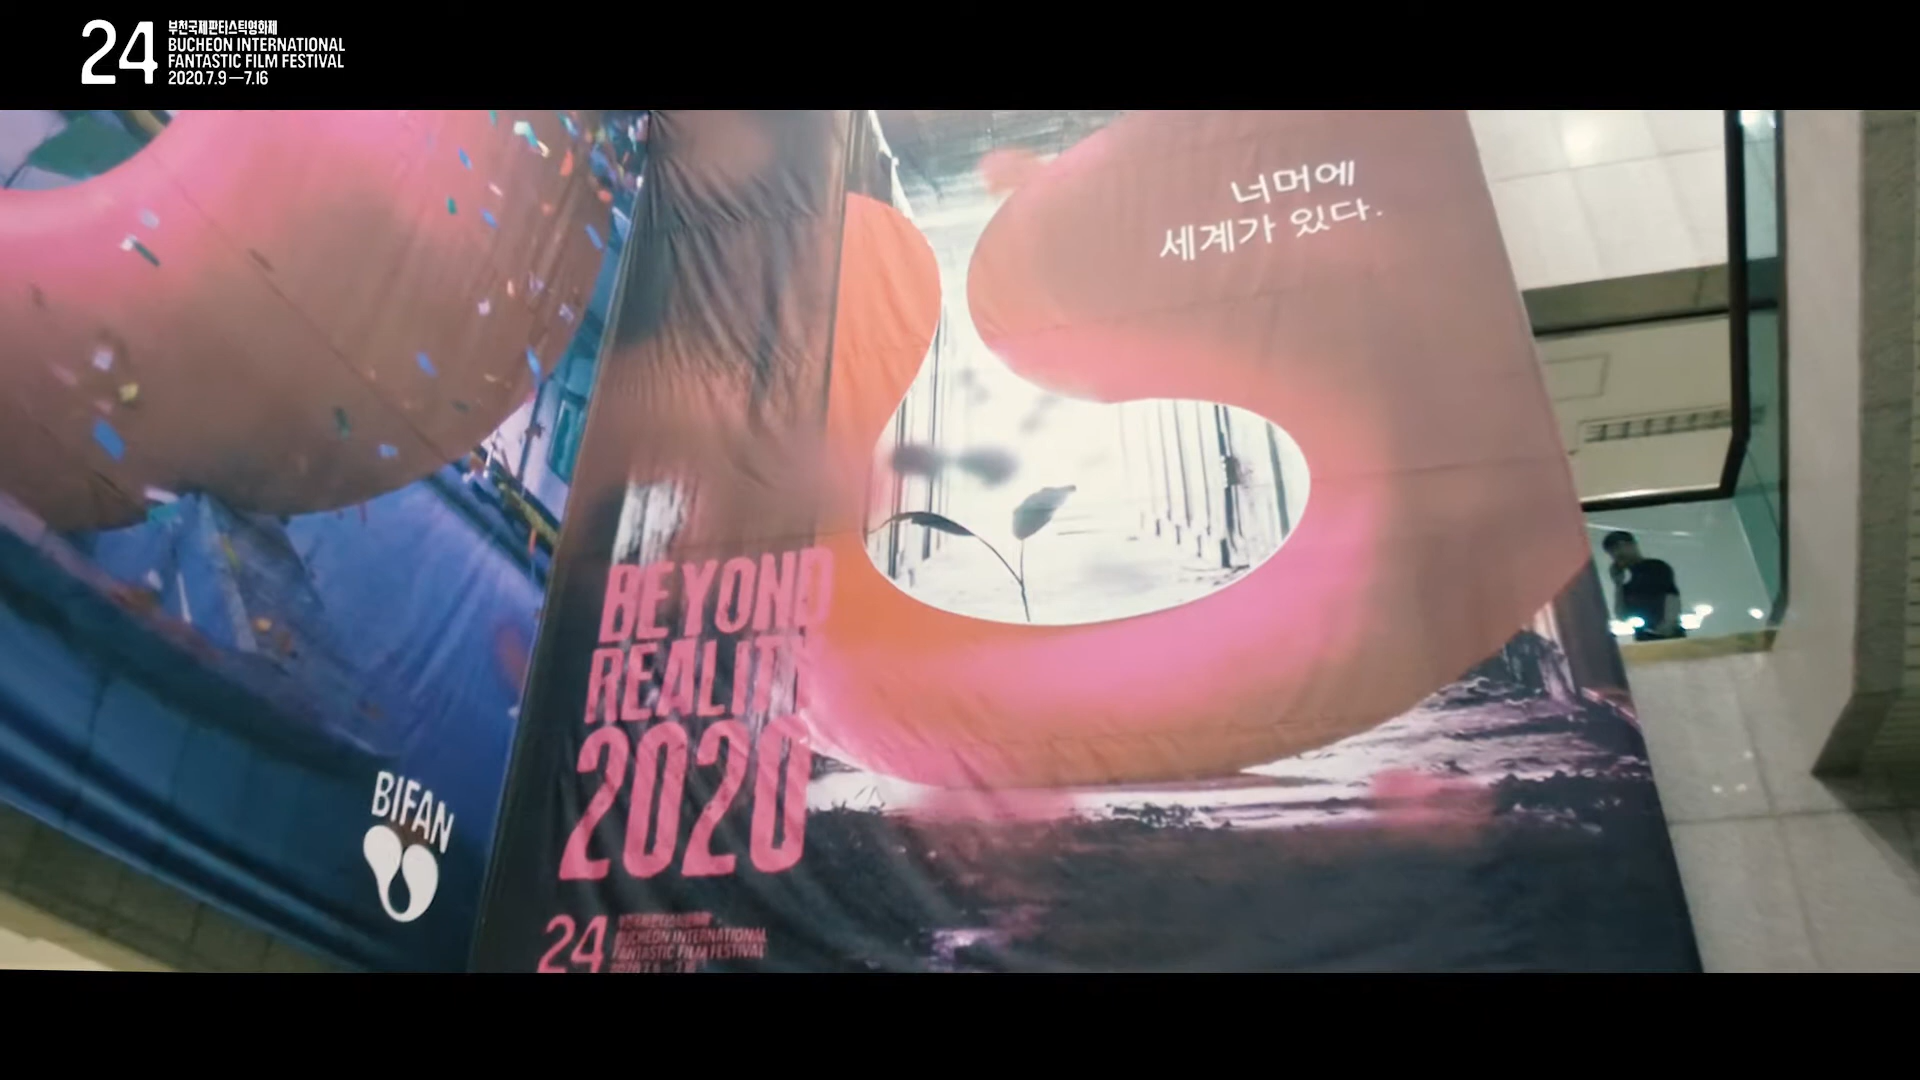 24
부천국제판타스틱영화제
BUCHEON INTERNATIONAL
FANTASTIC FILM FESTIVAL
2020.7.9—7.16
너머에
세계가 있다.
BEYOND
REALITY
2020
BIFAN
24
BUCHEON INTERNATIONAL
FANTASTIC FILM FESTIVAL